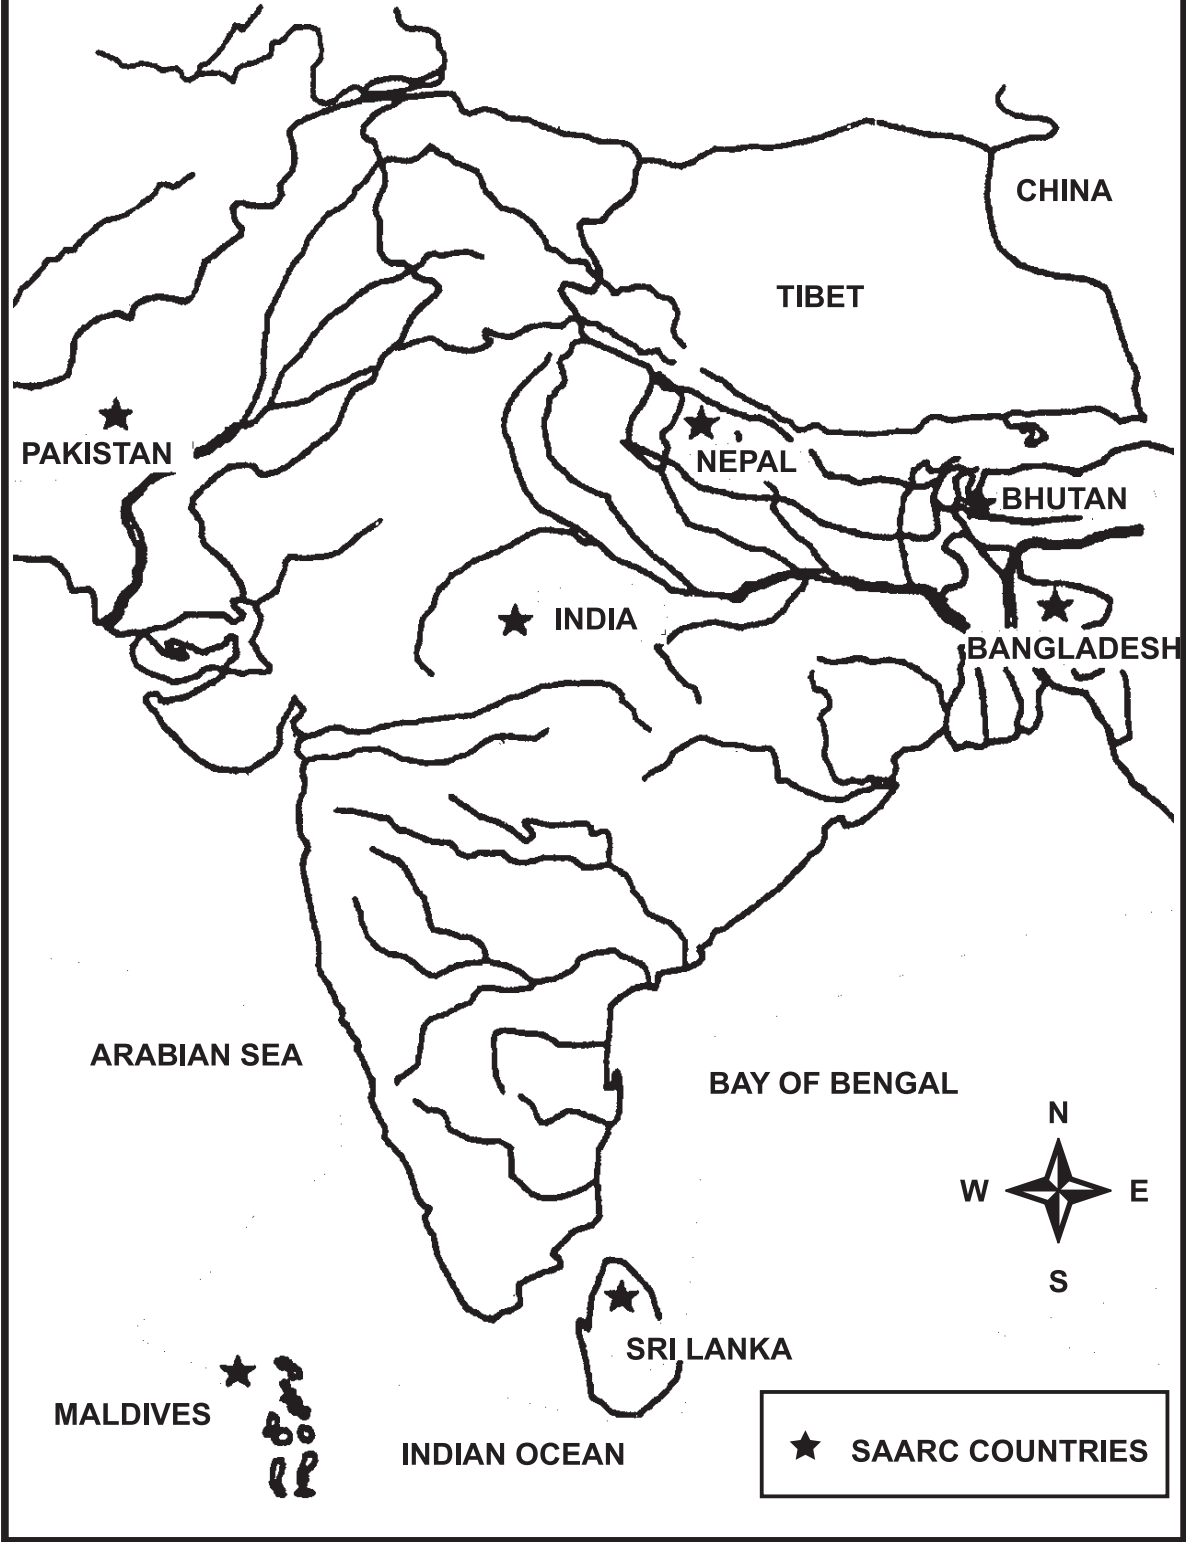 CHINA
TIBET
PAKISTAN
NEPAL
BHUTAN
INDIA
BANGLADESH
ARABIAN SEA
BAY OF BENGAL
N
W
E
S
SRI LANKA
MALDIVES
INDIAN OCEAN
SAARC COUNTRIES